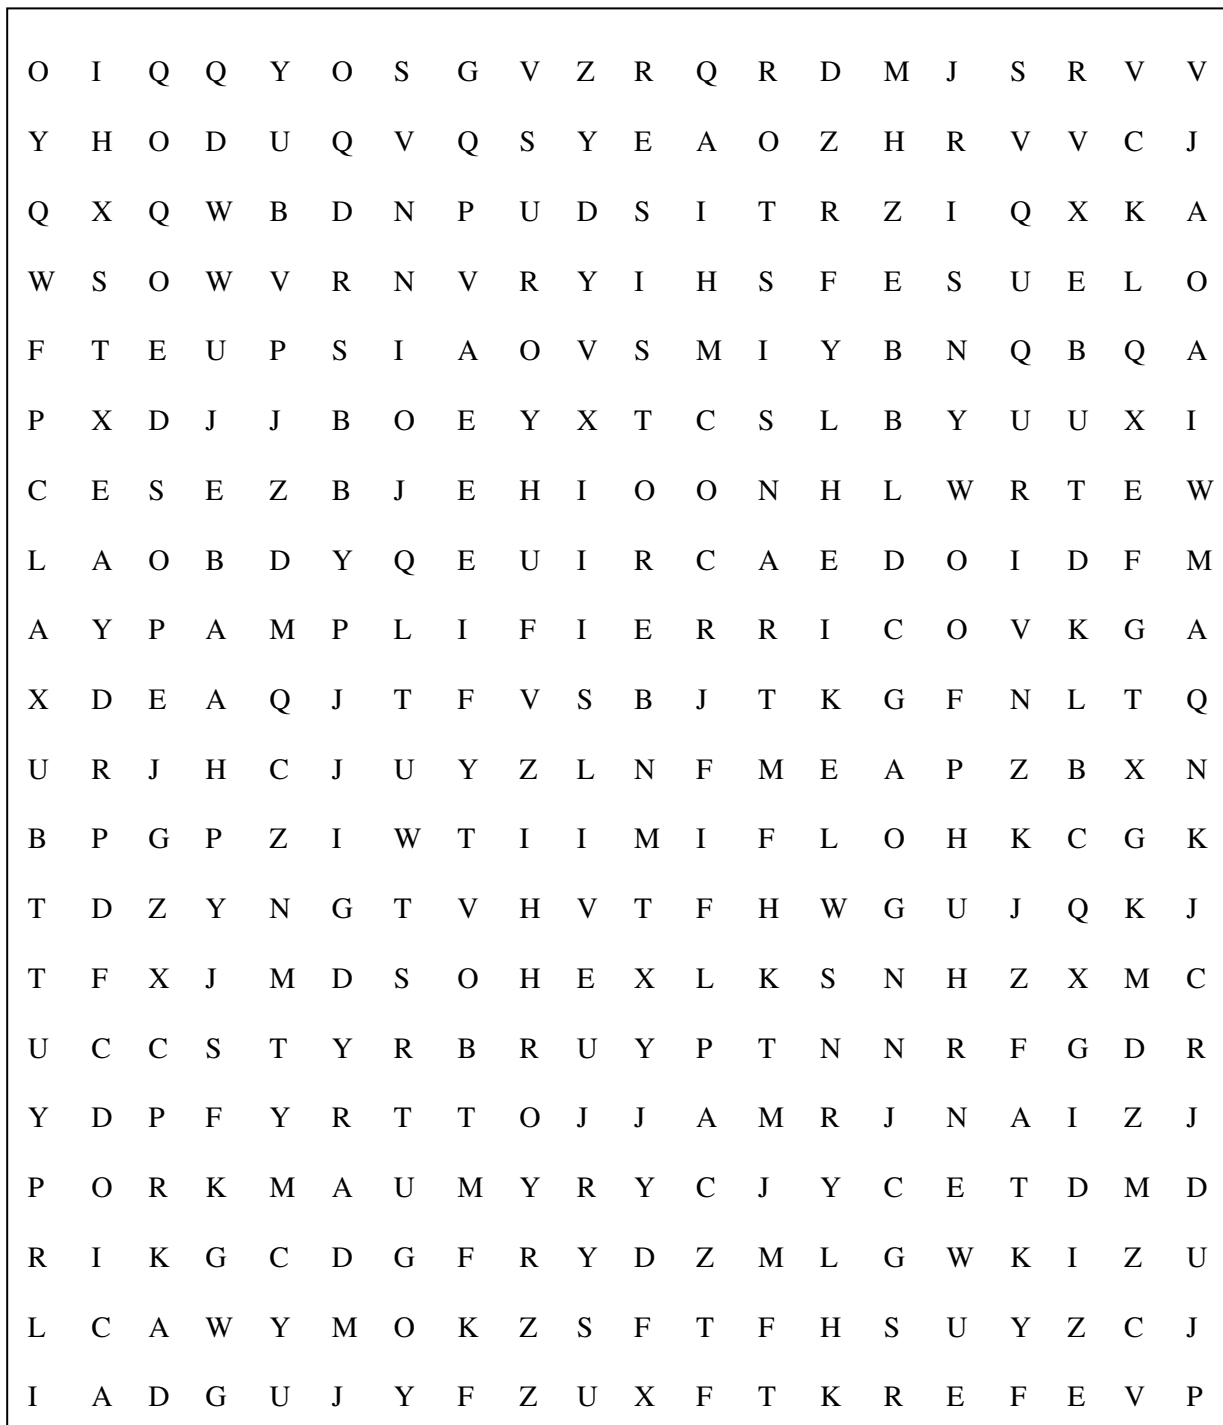 O I Q Q Y O S G V Z R Q R D M J S R V V
Y H O D U Q V Q S Y E A O Z H R V V C J
Q X Q W B D N P U D S I T R Z I Q X K A
W S O W V R N V R Y I H S F E S U E L O
F T E U P S I A O V S M I Y B N Q B Q A
P X D J J B O E Y X T C S L B Y U U X I
C E S E Z B J E H I O O N H L W R T E W
L A O B D Y Q E U I R C A E D O I D F M
A Y P A M P L I F I E R R I C O V K G A
X D E A Q J T F V S B J T K G F N L T Q
U R J H C J U Y Z L N F M E A P Z B X N
B P G P Z I W T I I M I F L O H K C G K
T D Z Y N G T V H V T F H W G U J Q K J
T F X J M D S O H E X L K S N H Z X M C
U C C S T Y R B R U Y P T N N R F G D R
Y D P F Y R T T O J J A M R J N A I Z J
P O R K M A U M Y R Y C J Y C E T D M D
R I K G C D G F R Y D Z M L G W K I Z U
L C A W Y M O K Z S F T F H S U Y Z C J
I A D G U J Y F Z U X F T K R E F E V P